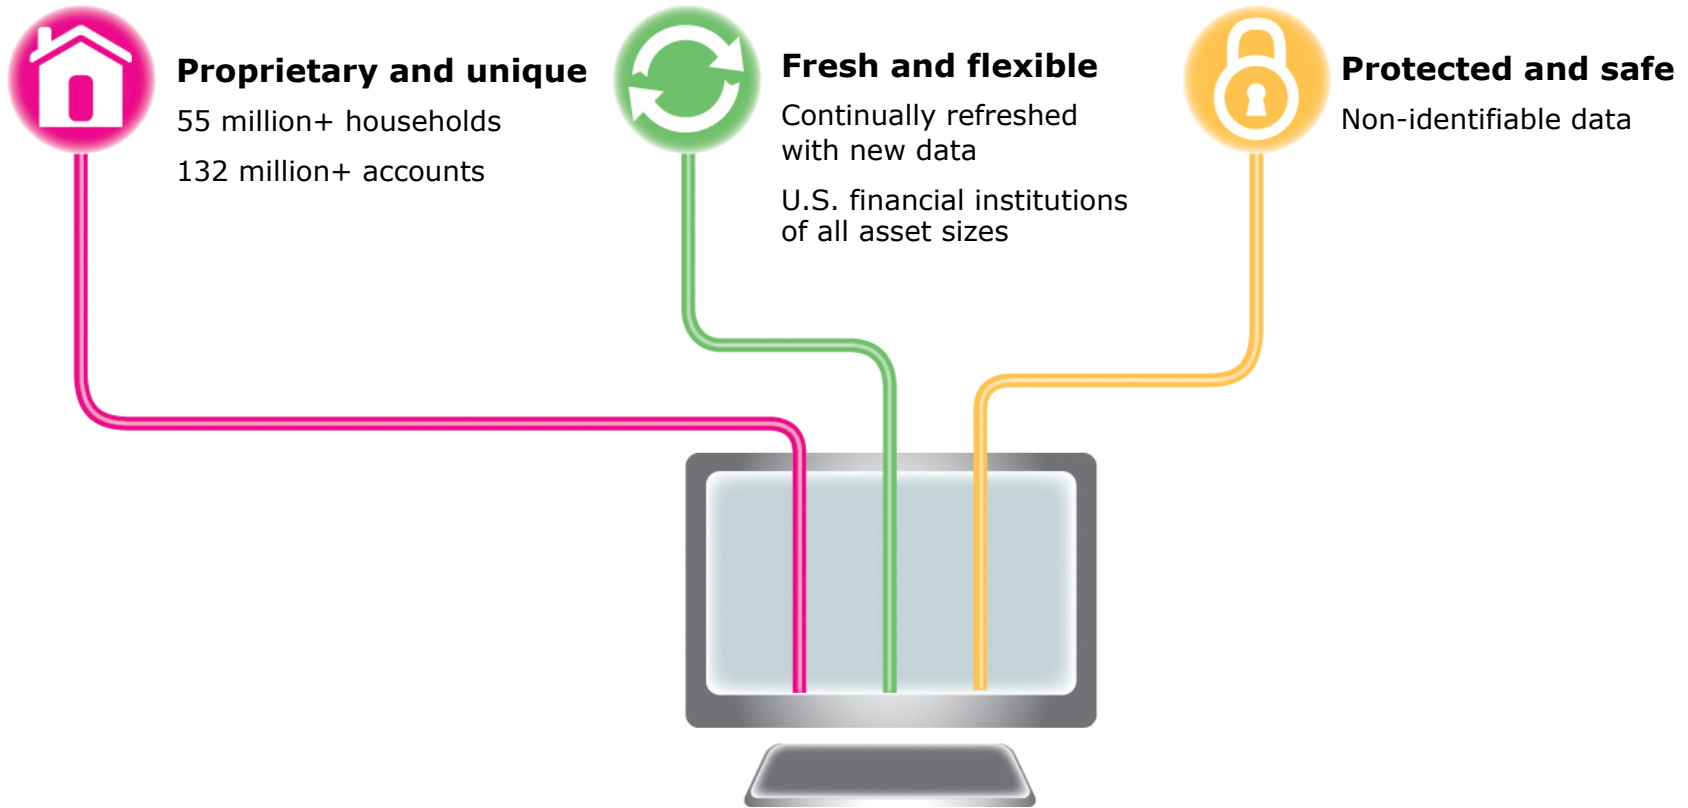 Proprietary and unique
55 million+ households
132 million+ accounts
Fresh and flexible
Continually refreshed
with new data
U.S. financial institutions
of all asset sizes
Protected and safe
Non-identifiable data